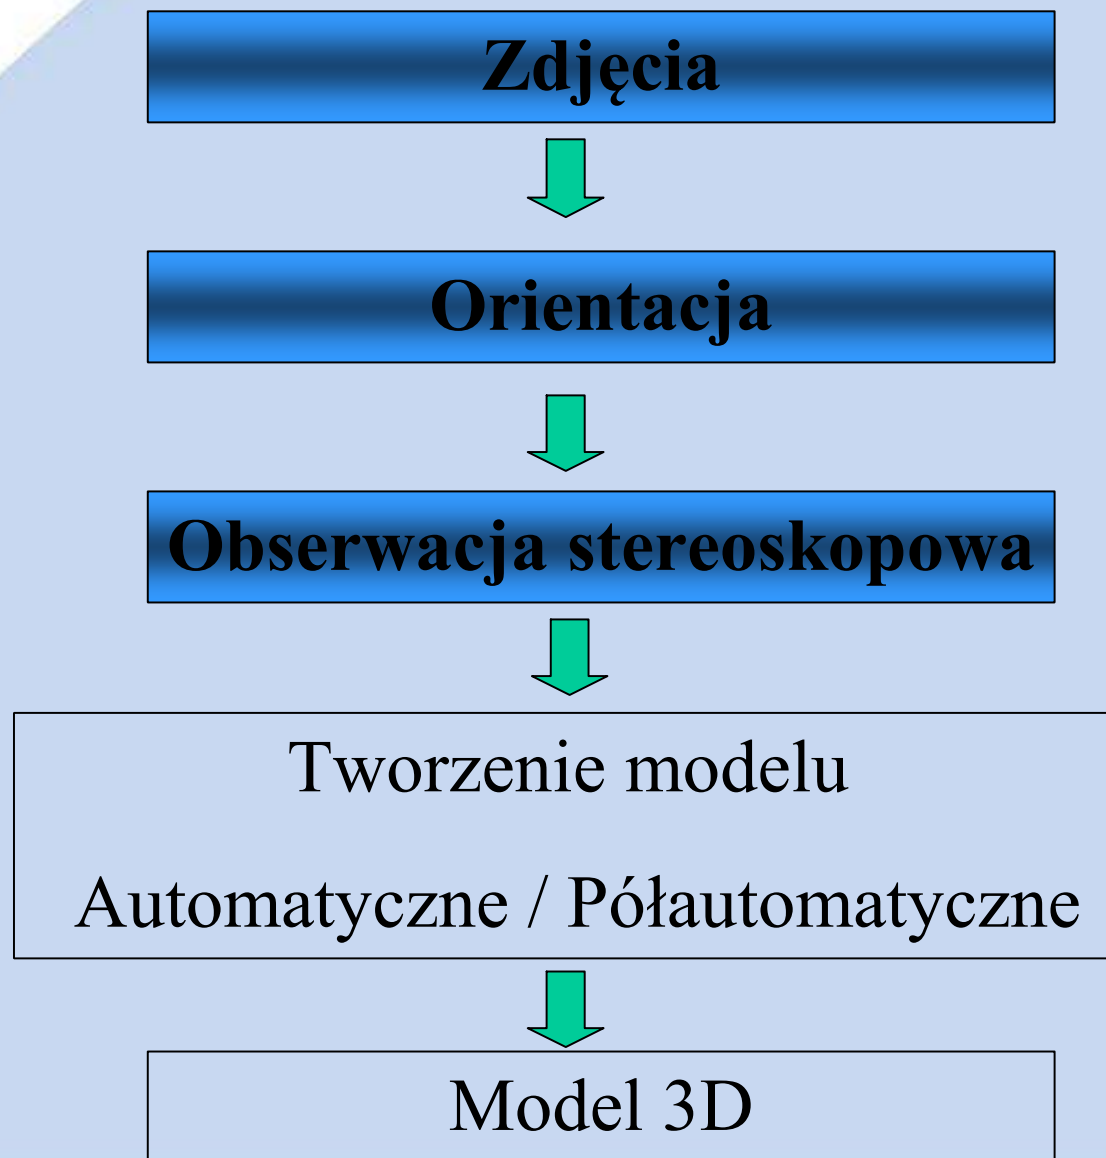 Zdjęcia
Orientacja
Obserwacja stereoskopowa
Tworzenie modelu
Automatyczne / Półautomatyczne
Model 3D